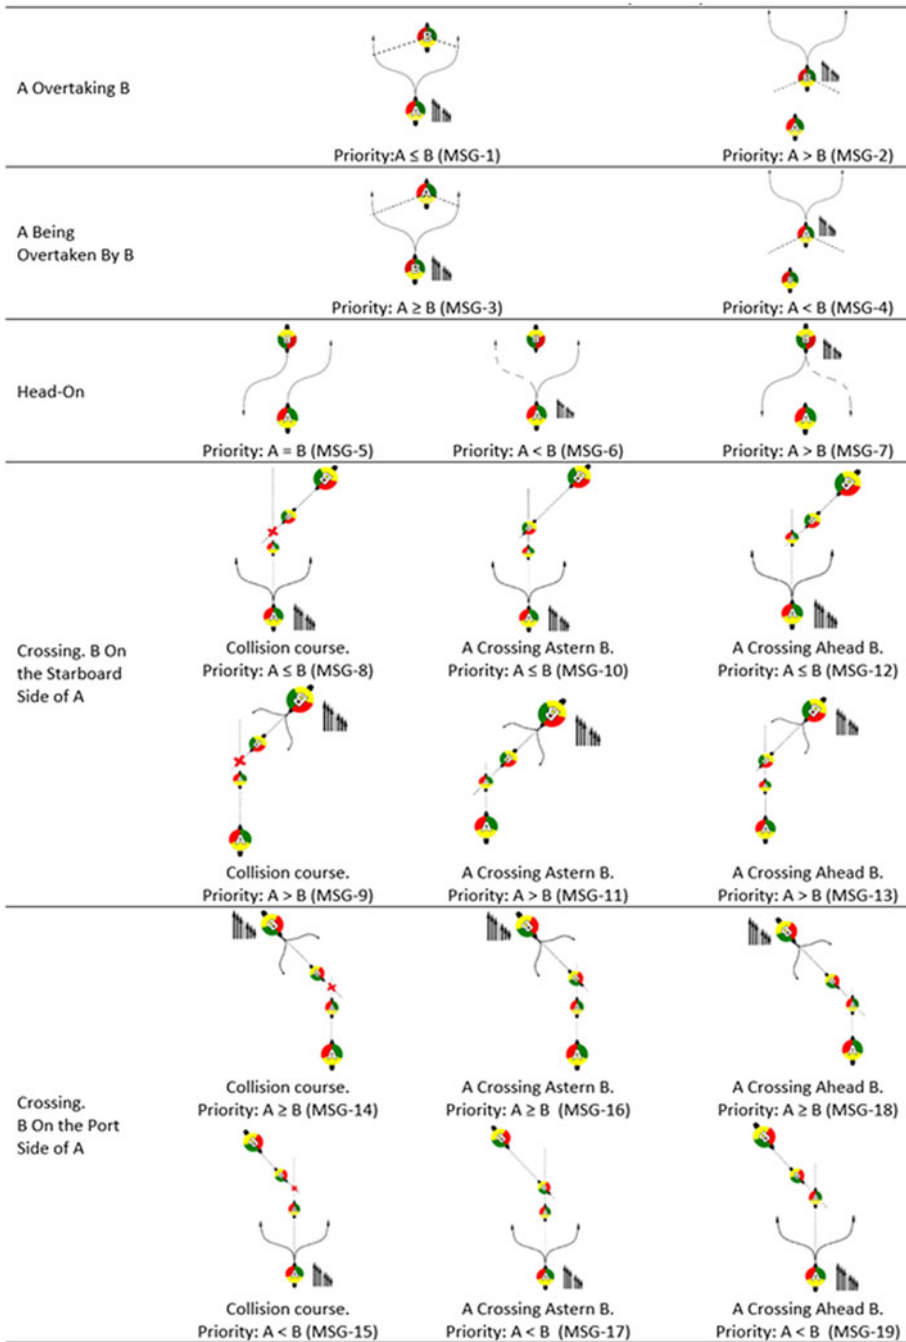 A Overtaking B
Priority:A ≤ B (MSG-1)
Priority: A > B (MSG-2)
A Being
Overtaken By B
Priority: A ≥ B (MSG-3)
Priority: A < B (MSG-4)
Head-On
Priority: A = B (MSG-5)
Priority: A < B (MSG-6)
Priority: A > B (MSG-7)
Crossing. B On
the Starboard
Side of A
Collision course.
Priority: A ≤ B (MSG-8)
A Crossing Astern B.
Priority: A ≤ B (MSG-10)
A Crossing Ahead B.
Priority: A ≤ B (MSG-12)
Collision course.
Priority: A > B (MSG-9)
A Crossing Astern B.
Priority: A > B (MSG-11)
A Crossing Ahead B.
Priority: A > B (MSG-13)
Crossing.
B On the Port
Side of A
Collision course.
Priority: A ≥ B (MSG-14)
A Crossing Astern B.
Priority: A ≥ B (MSG-16)
A Crossing Ahead B.
Priority: A ≥ B (MSG-18)
Collision course.
Priority: A < B (MSG-15)
A Crossing Astern B.
Priority: A < B (MSG-17)
A Crossing Ahead B.
Priority: A < B (MSG-19)